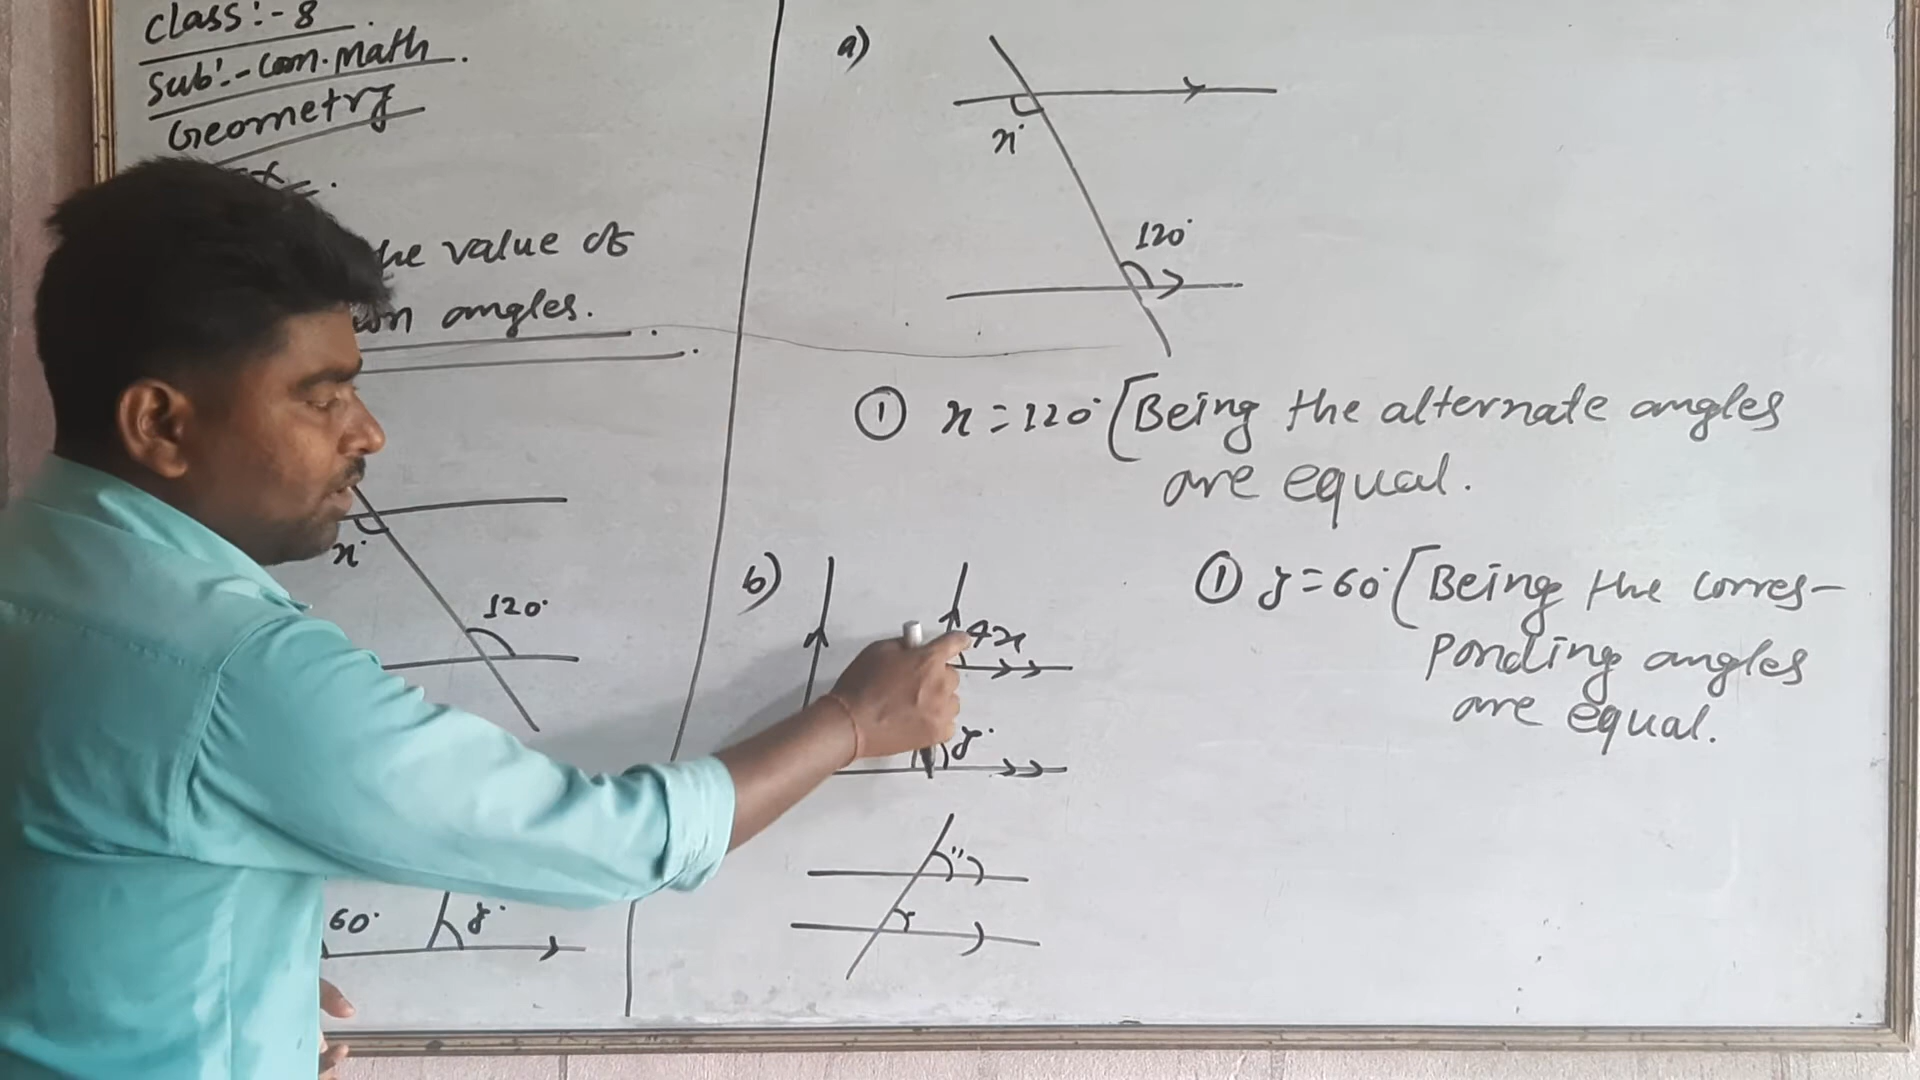 class:- 8
Sub:- Com. Math.
Geometry
the value of
angles.
x°
120°
60° y°
a)
x°
120°
① x = 120° [Being the alternate angles
are equal.
b)
4x
y°
① y = 60° [Being the corres-
ponding angles
are equal.